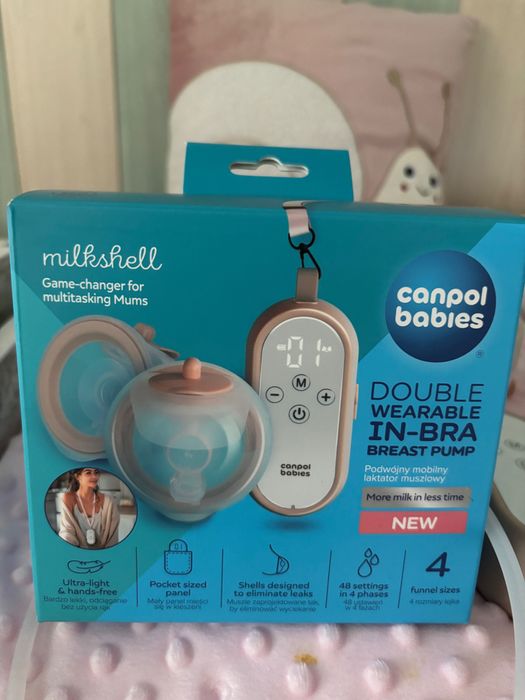 milkshell
Game-changer for
multitasking Mums
canpol
babies
®
01
M
canpol
babies
DOUBLE
WEARABLE
IN-BRA
BREAST PUMP
Podwójny mobilny
laktator muszlowy
More milk in less time
NEW
Ultra-light
& hands-free
Bardzo lekki, odciąganie
bez użycia rąk
Pocket sized
panel
Mały panel mieści
się w kieszeni
Shells designed
to eliminate leaks
Muszle zaprojektowane tak,
by eliminować wyciekanie
48 settings
in 4 phases
48 ustawień
w 4 fazach
4
funnel sizes
4 rozmiary lejka